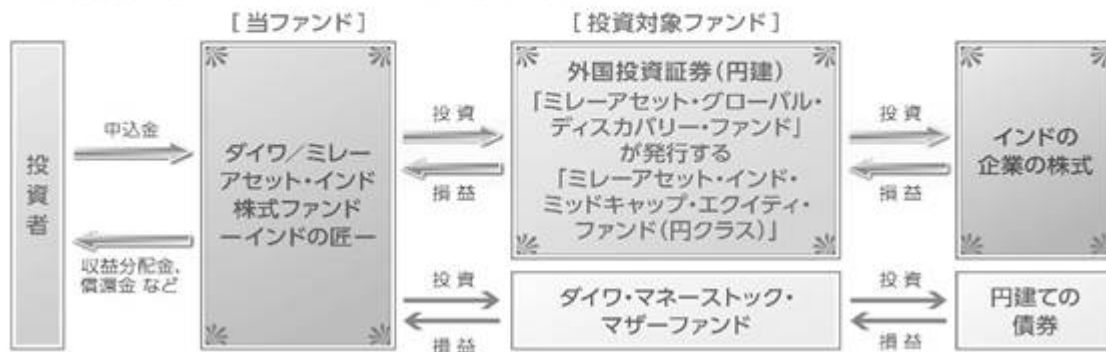 [当ファンド]
[投資対象ファンド]
投資者
申込金
収益分配金、
償還金 など
ダイワ/ミレー
アセット・インド
株式ファンド
ーインドの匠ー
投資
損益
外国投資証券(円建)
「ミレーアセット・グローバル・
ディスカバリー・ファンド」
が発行する
「ミレーアセット・インド・
ミッドキャップ・エクイティ・
ファンド(円クラス)」
投資
損益
インドの
企業の株式
投資
損益
ダイワ・マネーストック・
マザーファンド
投資
損益
円建ての
債券